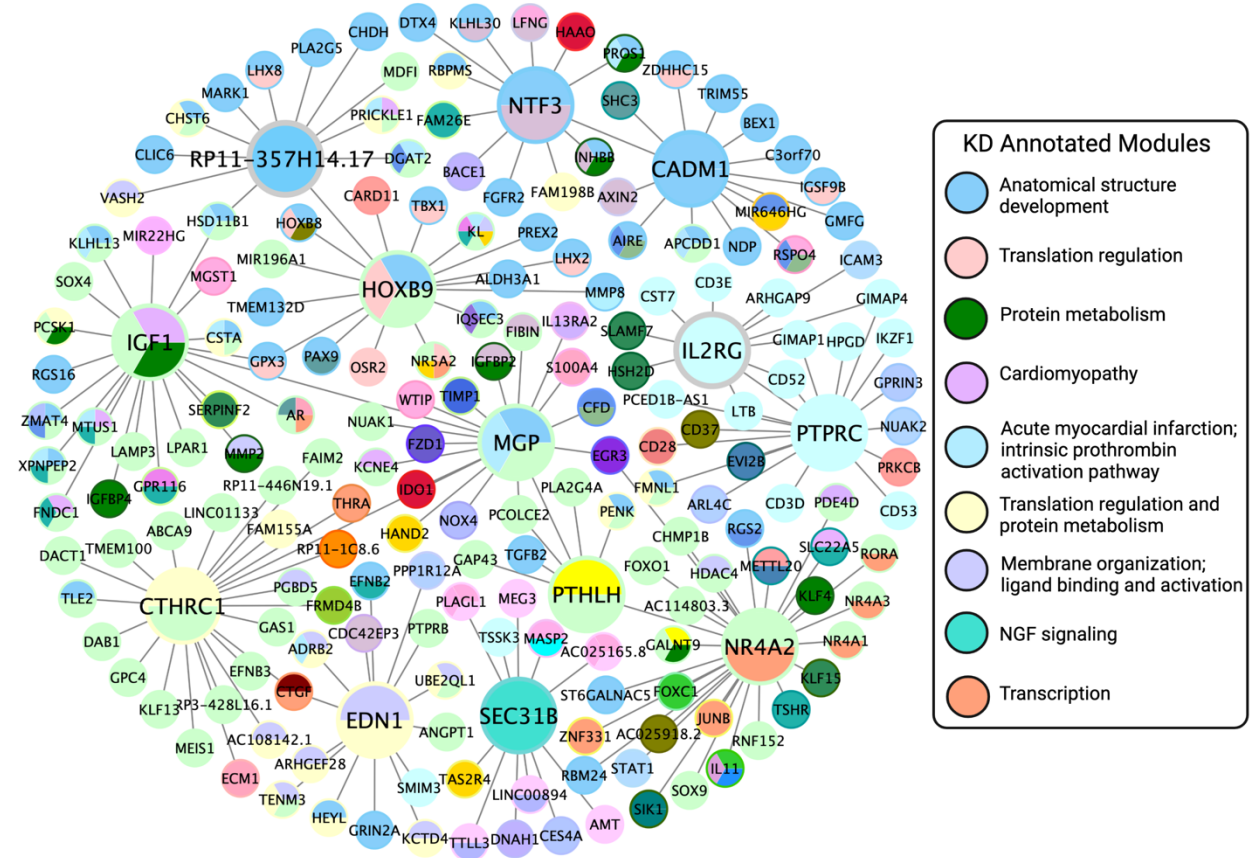 DTX4
KLHL30
LFNG
HAAO
CHDH
PLA2G5
PROS1
LHX8
MDFI
RBPMS
ZDHHC15
MARK1
NTF3
SHC3
TRIM55
CHST6
PRICKLE1
FAM26E
BEX1
CLIC6
RP11-357H14.17
DGAT2
NHBB
C3orf70
CADM1
BACE1
VASH2
FGFR2
FAM198B
AXIN2
IGSF9B
CARD11
TBX1
MIR646HG
GMFG
HSD11B1
HOXB8
KLHL13
MIR22HG
KL
PREX2
AIRE
APCDD1
NDP
RSPO4
MIR196A1
LHX2
ICAM3
SOX4
MGST1
ALDH3A1
CD3E
HOXB9
MMP8
CST7
ARHGAP9
GIMAP4
TMEM132D
PCSK1
IQSEC3
FIBIN
IL13RA2
SLAMF7
IGF1
CSTA
GIMAP1
HPGD
IKZF1
IL2RG
GPX3
PAX9
NR5A2
IGFBP2
RGS16
OSR2
S100A4
HSH2D
CD52
GPRIN3
WTIP
TIMP1
PCED1B-AS1
SERPINF2
AR
CFD
LTB
ZMAT4
MTUS1
NUAK1
CD37
PTPRC
NUAK2
FZD1
MGP
LAMP3
LPAR1
CD28
MMP2
FAIM2
EGR3
EVI2B
XPNPEP2
KCNE4
PRKCB
GPR116
RP11-446N19.1
IDO1
PLA2G4A
FMNL1
IGFBP4
FNDC1
LINC01133
THRA
PENK
ARL4C
CD3D
PDE4D
CD53
PCOLCE2
ABCA9
FAM155A
HAND2
NOX4
RGS2
DACT1
TMEM100
RP11-1C8.6
GAP43
TGFB2
CHMP1B
SLC22A5
RORA
FOXO1
HDAC4
METTL20
PGBD5
EFNB2
PPP1R12A
TLE2
CTHRC1
FRMD4B
PLAGL1
MEG3
PTHLH
KLF4
AC114803.3
NR4A3
GAS1
CDC42EP3
PTPRB
TSSK3
MASP2
DAB1
ADRB2
AC025165.8
GALNT9
NR4A2
NR4A1
GPC4
EFNB3
UBE2QL1
CTGF
ST6GALNAC5
FOXC1
KLF15
KLF13
RP3-428L16.1
EDN1
SEC31B
TSHR
JUNB
AC108142.1
ANGPT1
ZNF331
AC025918.2
RNF152
MEIS1
ARHGEF28
IL11
ECM1
SMIM3
TAS2R4
RBM24
STAT1
TENM3
LINC00894
SOX9
HEYL
SIK1
GRIN2A
KCTD4
TTLL3
DNAH1
CES4A
AMT
KD Annotated Modules
Anatomical structure
development
Translation regulation
Protein metabolism
Cardiomyopathy
Acute myocardial infarction;
intrinsic prothrombin
activation pathway
Translation regulation and
protein metabolism
Membrane organization;
ligand binding and activation
NGF signaling
Transcription